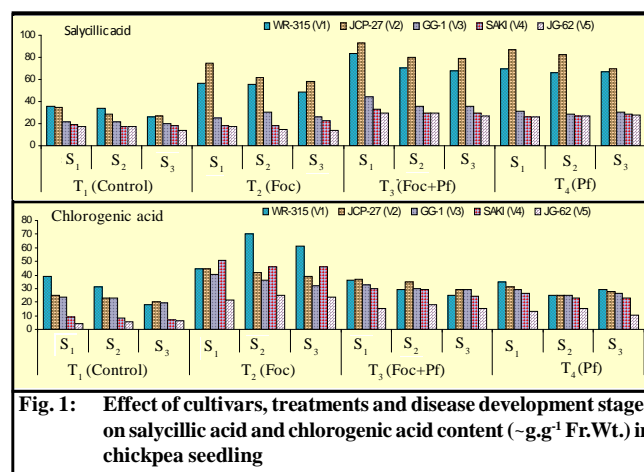 Salycillic acid
WR-315 (V1) JCP-27 (V2) GG-1 (V3) SAKI (V4) JG-62 (V5)
100
80
60
40
20
0
S1 S2 S3 S1 S2 S3 S1 S2 S3 S1 S2 S3
T1 (Control) T2 (Foc) T3 (Foc+Pf) T4 (Pf)
Chlorogenic acid
WR-315 (V1) JCP-27 (V2) GG-1 (V3) SAKI (V4) JG-62 (V5)
80
70
60
50
40
30
20
10
0
S1 S2 S3 S1 S2 S3 S1 S2 S3 S1 S2 S3
T1 (Control) T2 (Foc) T3 (Foc+Pf) T4 (Pf)
Fig. 1: Effect of cultivars, treatments and disease development stage
on salycillic acid and chlorogenic acid content (~g.g-1 Fr.Wt.) in
chickpea seedling